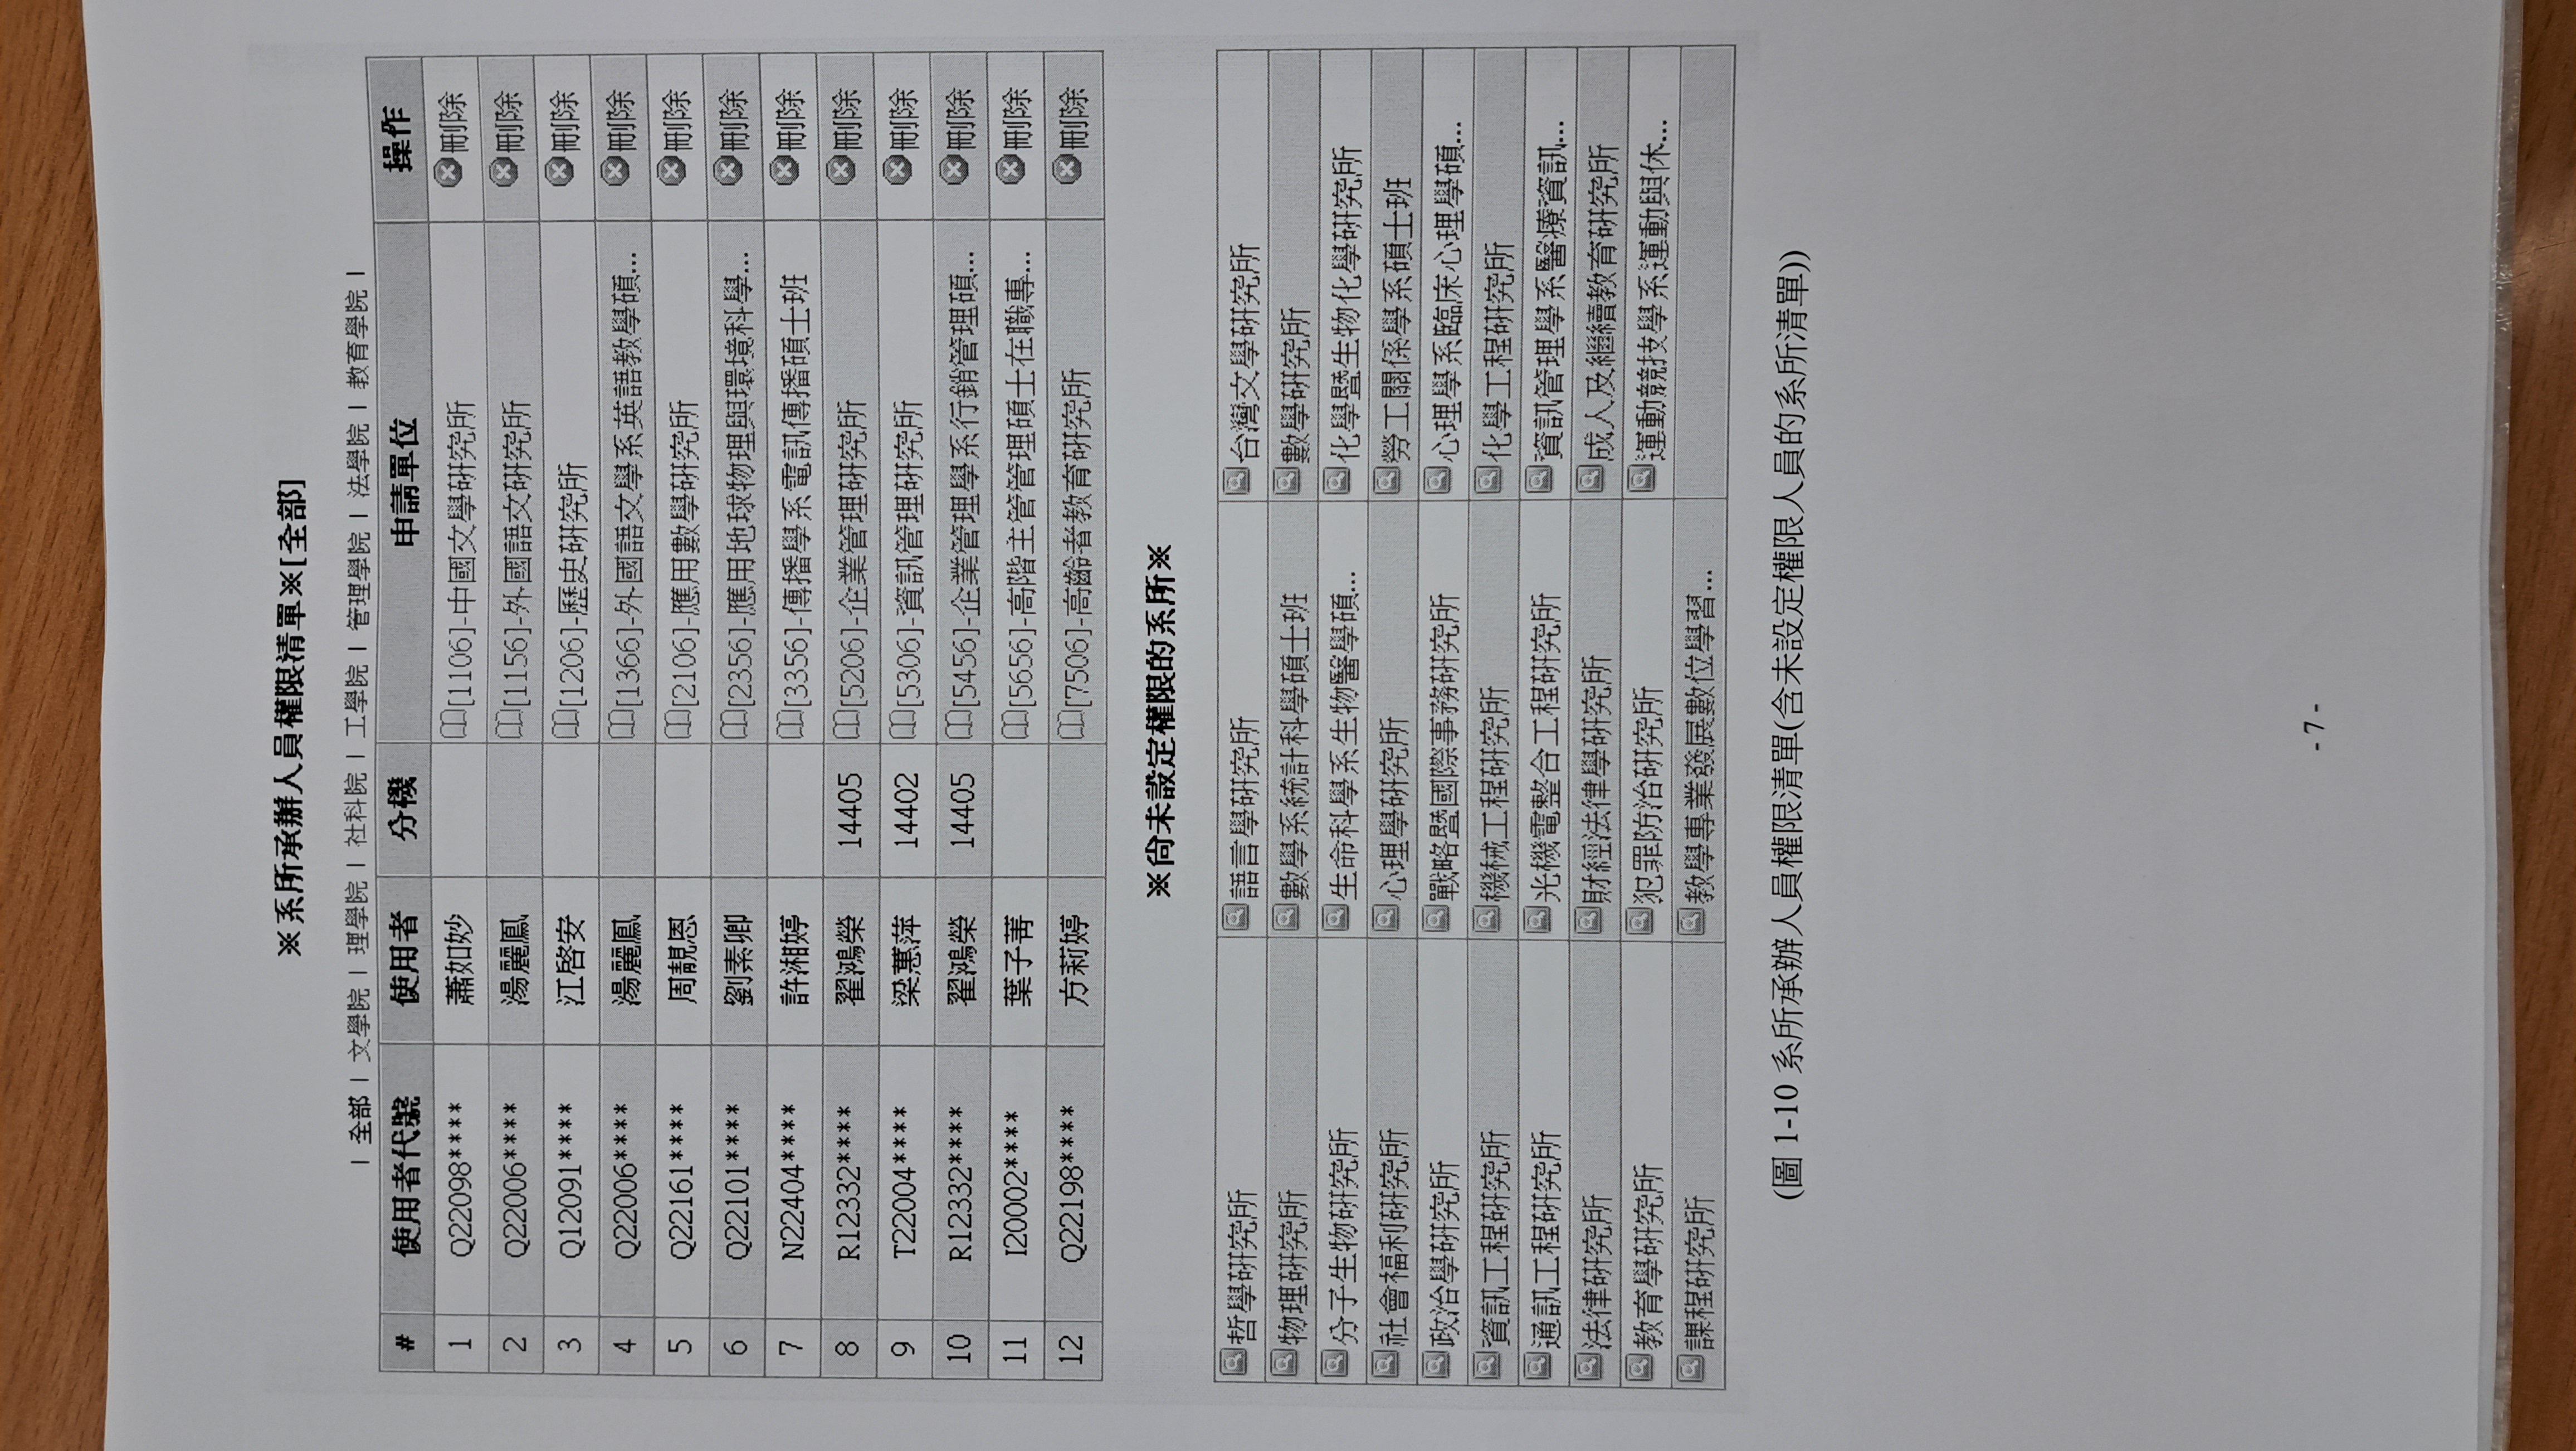 ※系所承辦人員權限清單※[全部]
| 全部 | 文學院 | 理學院 | 社科院 | 工學院 | 管理學院 | 法學院 | 教育學院 |
# 使用者代號 使用者 分機 申請單位 操作
1 Q22098**** 蕭如妙 [1106]-中國文學研究所 刪除
2 Q22006**** 湯麗鳳 [1156]-外國語文研究所 刪除
3 Q12091**** 江啓安 [1206]-歷史研究所 刪除
4 Q22006**** 湯麗鳳 [1366]-外國語文學系英語教學碩... 刪除
5 Q22161**** 周靚恩 [2106]-應用數學研究所 刪除
6 Q22101**** 劉素卿 [2356]-應用地球物理與環境科學... 刪除
7 N22404**** 許湘婷 [3356]-傳播學系電訊傳播碩士班 刪除
8 R12332**** 翟鴻榮 14405 [5206]-企業管理研究所 刪除
9 T22004**** 梁蕙萍 14402 [5306]-資訊管理研究所 刪除
10 R12332**** 翟鴻榮 14405 [5456]-企業管理學系行銷管理碩... 刪除
11 I20002**** 葉子菁 [5656]-高階主管管理碩士在職專... 刪除
12 Q22198**** 方莉婷 [7506]-高齡者教育研究所 刪除
※尚未設定權限的系所※
哲學研究所 語言學研究所 台灣文學研究所
物理研究所 數學系統計科學碩士班 數學研究所
分子生物研究所 生命科學系生物醫學碩... 化學暨生物化學研究所
社會福利研究所 心理學研究所 勞工關係學系碩士班
政治學研究所 戰略暨國際事務研究所 心理學系臨床心理學碩...
資訊工程研究所 機械工程研究所 化學工程研究所
通訊工程研究所 光機電整合工程研究所 資訊管理學系醫療資訊...
法律研究所 財經法律學研究所 成人及繼續教育研究所
教育學研究所 犯罪防治研究所 運動競技學系運動與休...
課程研究所 教學專業發展數位學習...
(圖 1-10 系所承辦人員權限清單(含未設定權限人員的系所清單))
- 7 -